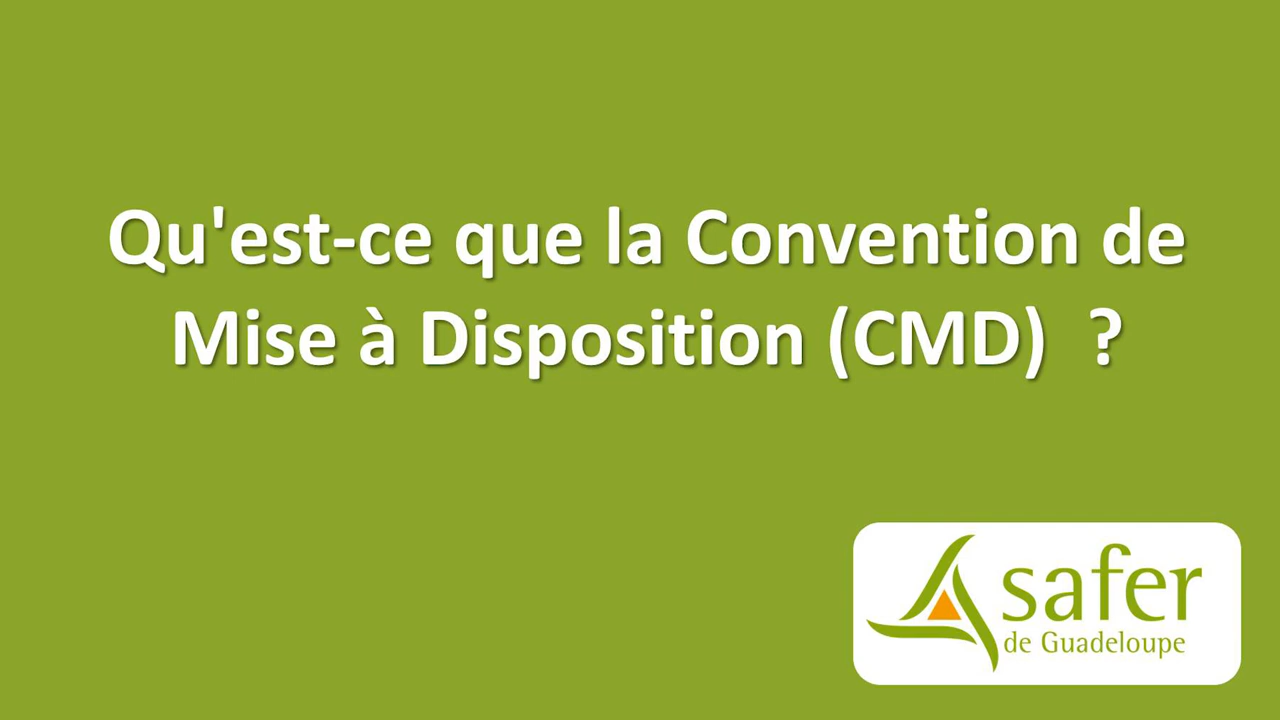 Qu'est-ce que la Convention de
Mise à Disposition (CMD)  ?
safer
de Guadeloupe